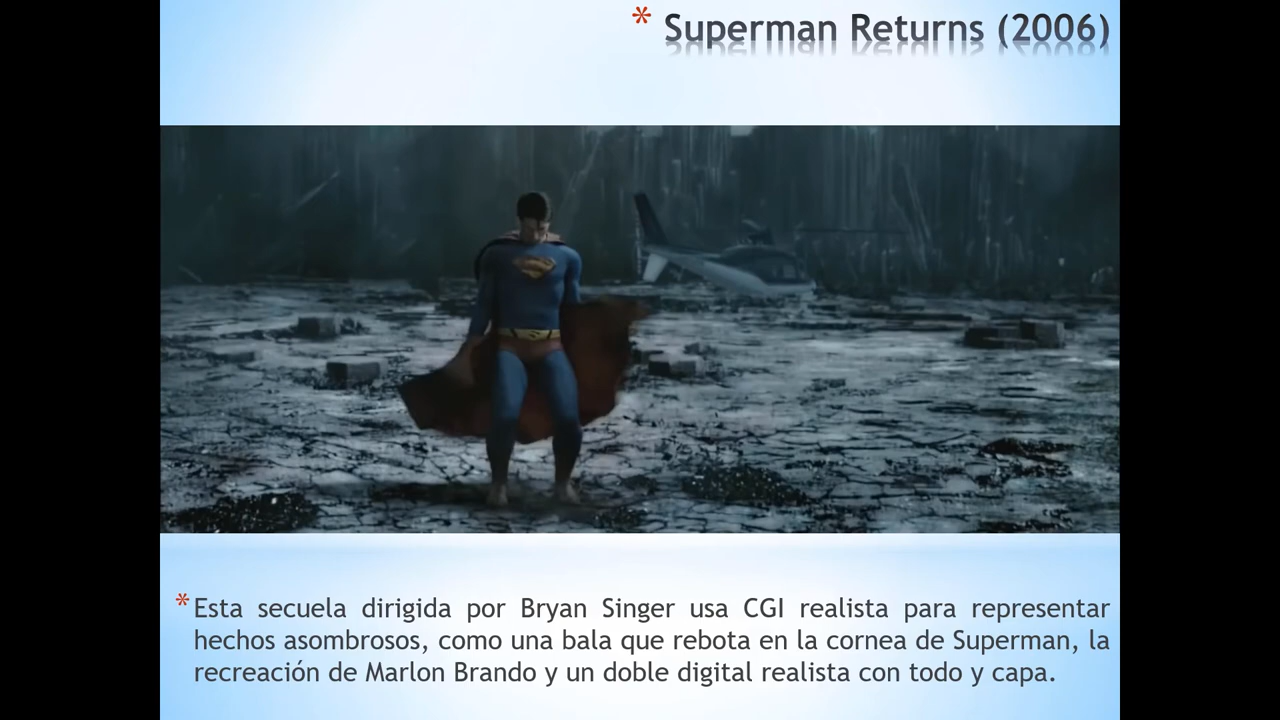 * Superman Returns (2006)
* Esta secuela dirigida por Bryan Singer usa CGI realista para representar
hechos asombrosos, como una bala que rebota en la cornea de Superman, la
recreación de Marlon Brando y un doble digital realista con todo y capa.